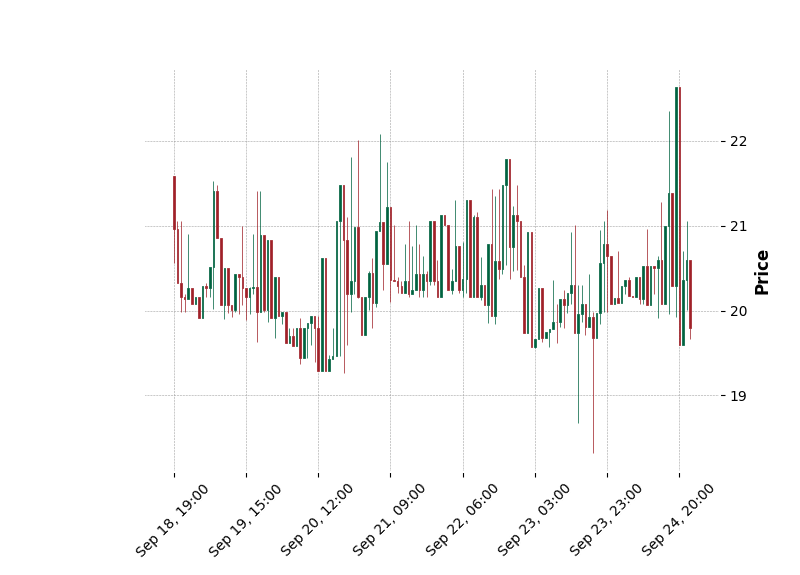 22
21
20
19
Price
Sep 18, 19:00
Sep 19, 15:00
Sep 20, 12:00
Sep 21, 09:00
Sep 22, 06:00
Sep 23, 03:00
Sep 23, 23:00
Sep 24, 20:00